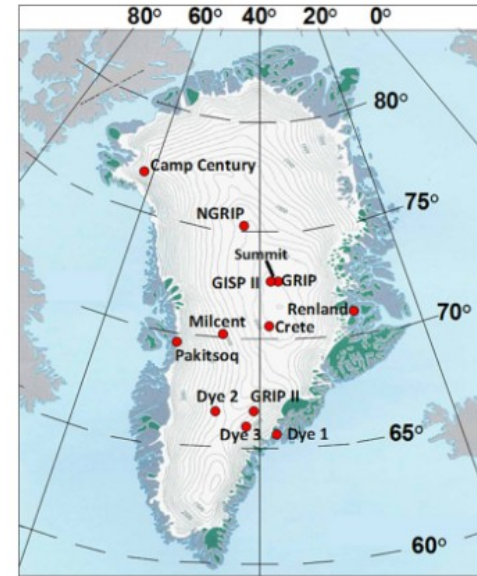 80° 60° 40° 20° 0°
80°
Camp Century
75°
NGRIP
Summit
GISP II GRIP
Renland
70°
Milcent
Crete
Pakitsoq
Dye 2 GRIP II
Dye 3 Dye 1
65°
60°